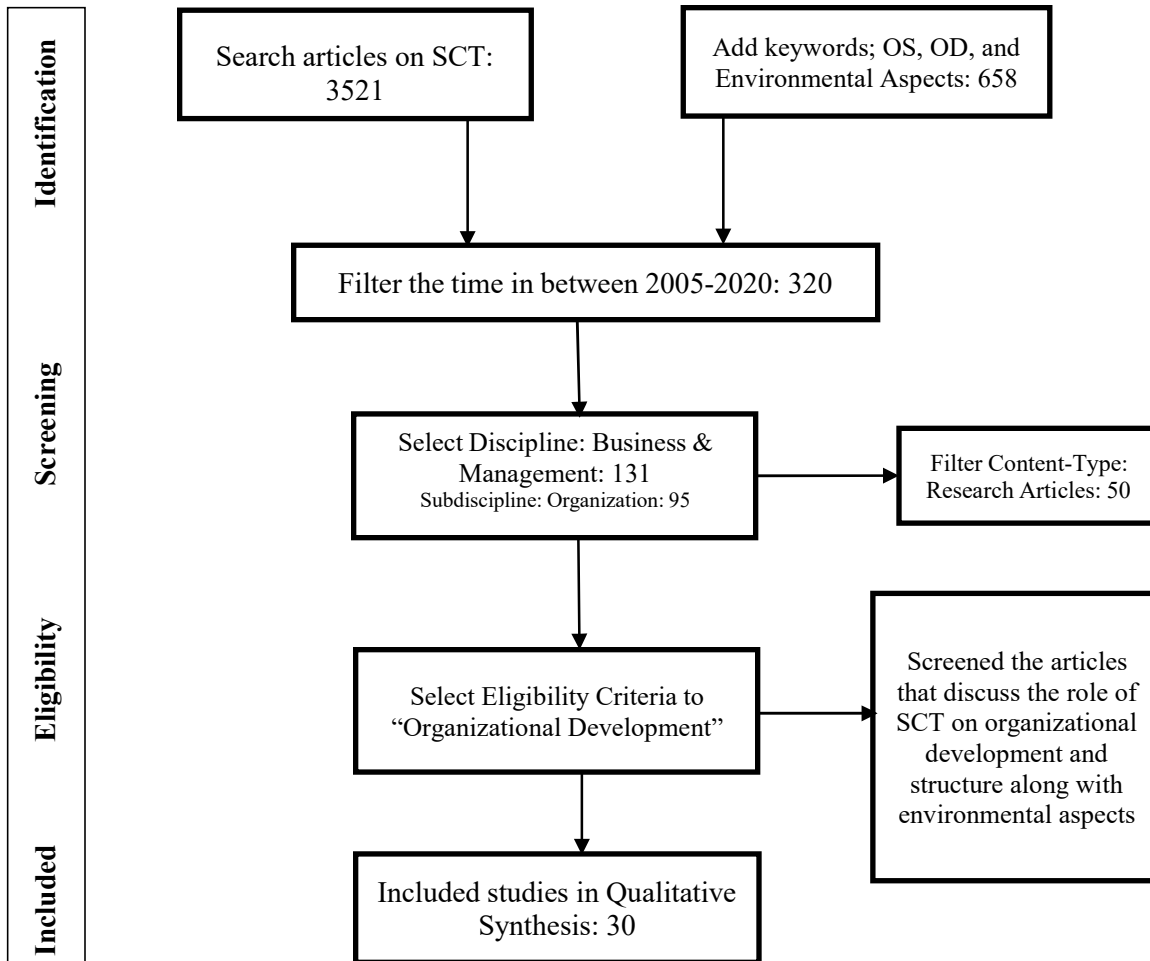 Identification
Search articles on SCT:
3521
Add keywords; OS, OD, and
Environmental Aspects: 658
Filter the time in between 2005-2020: 320
Screening
Select Discipline: Business &
Management: 131
Subdiscipline: Organization: 95
Filter Content-Type:
Research Articles: 50
Eligibility
Select Eligibility Criteria to
“Organizational Development”
Screened the articles
that discuss the role of
SCT on organizational
development and
structure along with
environmental aspects
Included
Included studies in Qualitative
Synthesis: 30